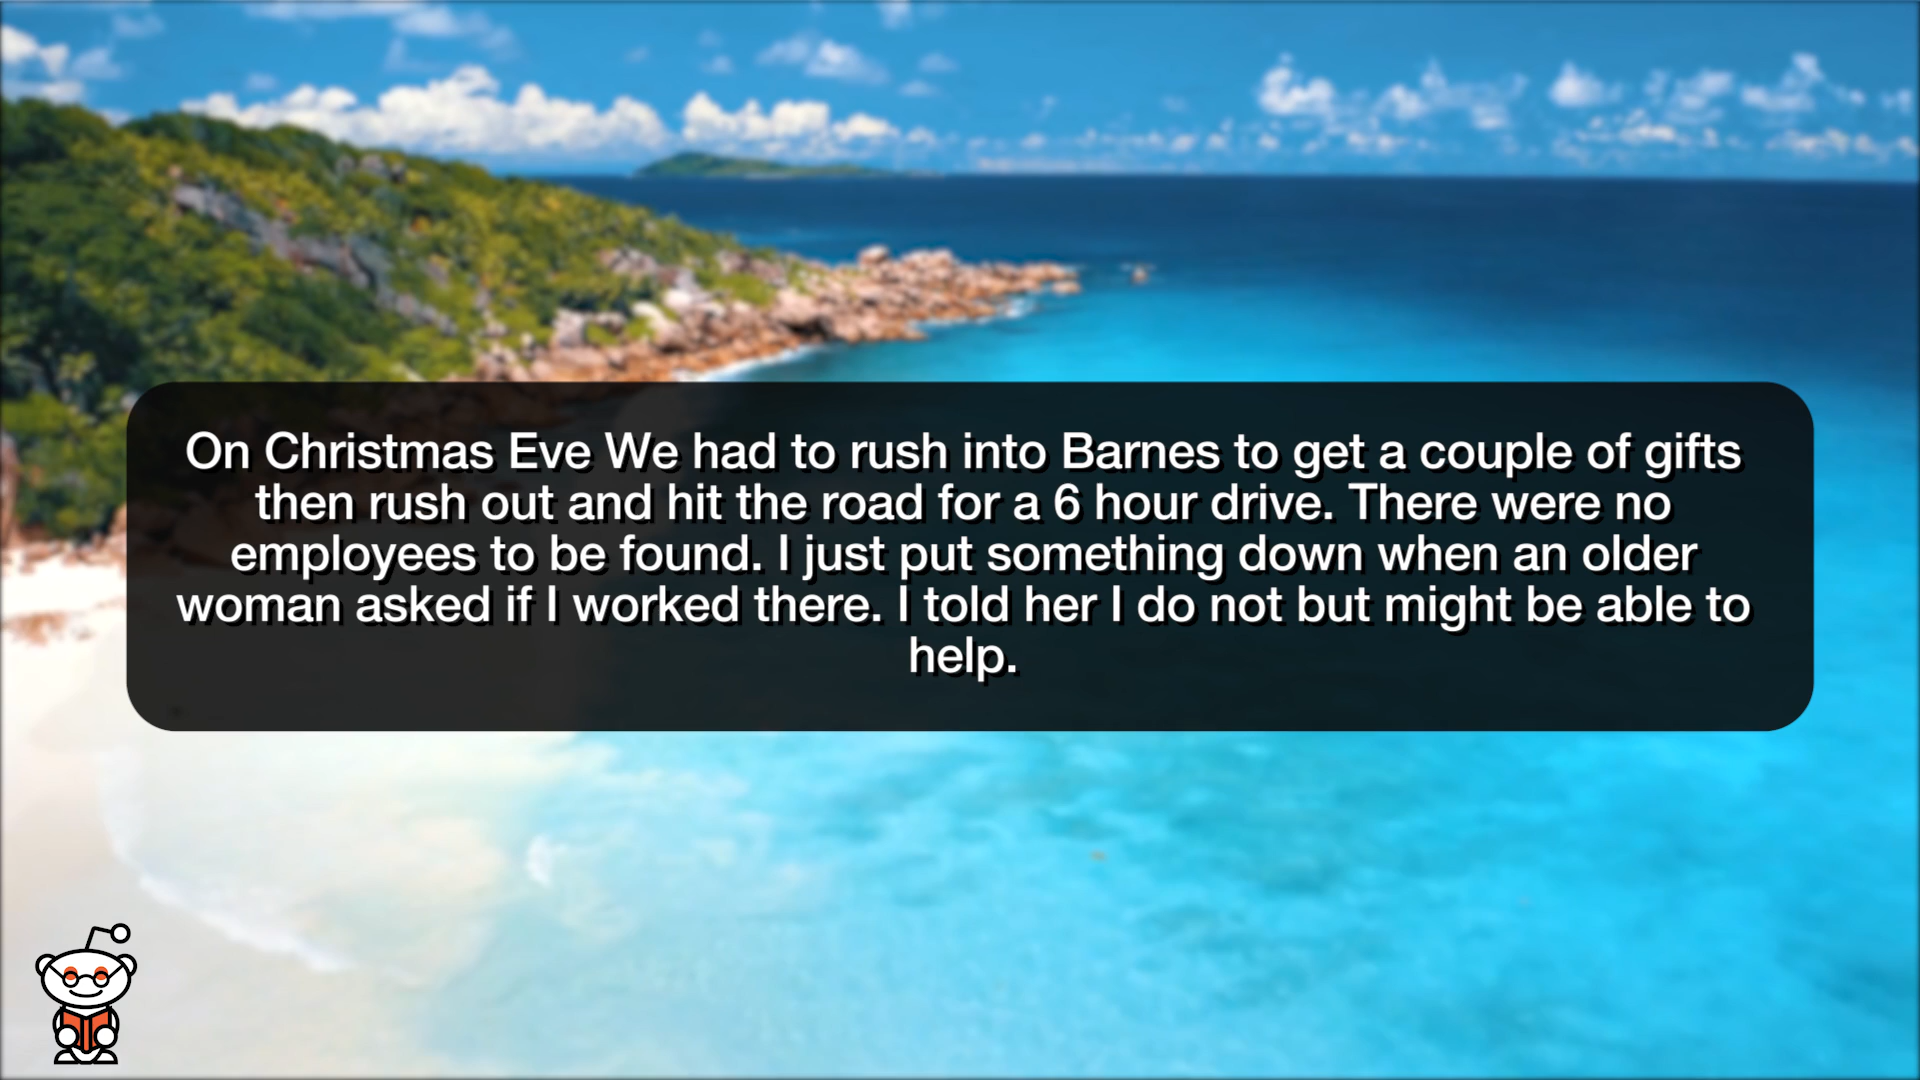 On Christmas Eve We had to rush into Barnes to get a couple of gifts
then rush out and hit the road for a 6 hour drive. There were no
employees to be found. I just put something down when an older
woman asked if I worked there. I told her I do not but might be able to
help.